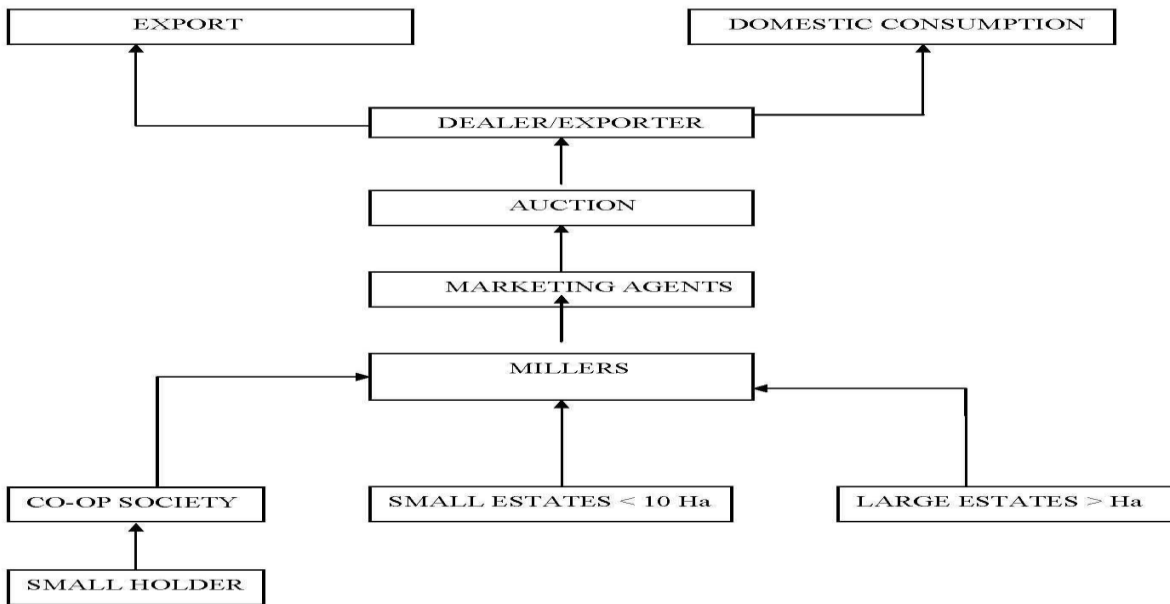 EXPORT
DOMESTIC CONSUMPTION
DEALER/EXPORTER
AUCTION
MARKETING AGENTS
MILLERS
CO-OP SOCIETY
SMALL ESTATES < 10 Ha
LARGE ESTATES > Ha
SMALL HOLDER